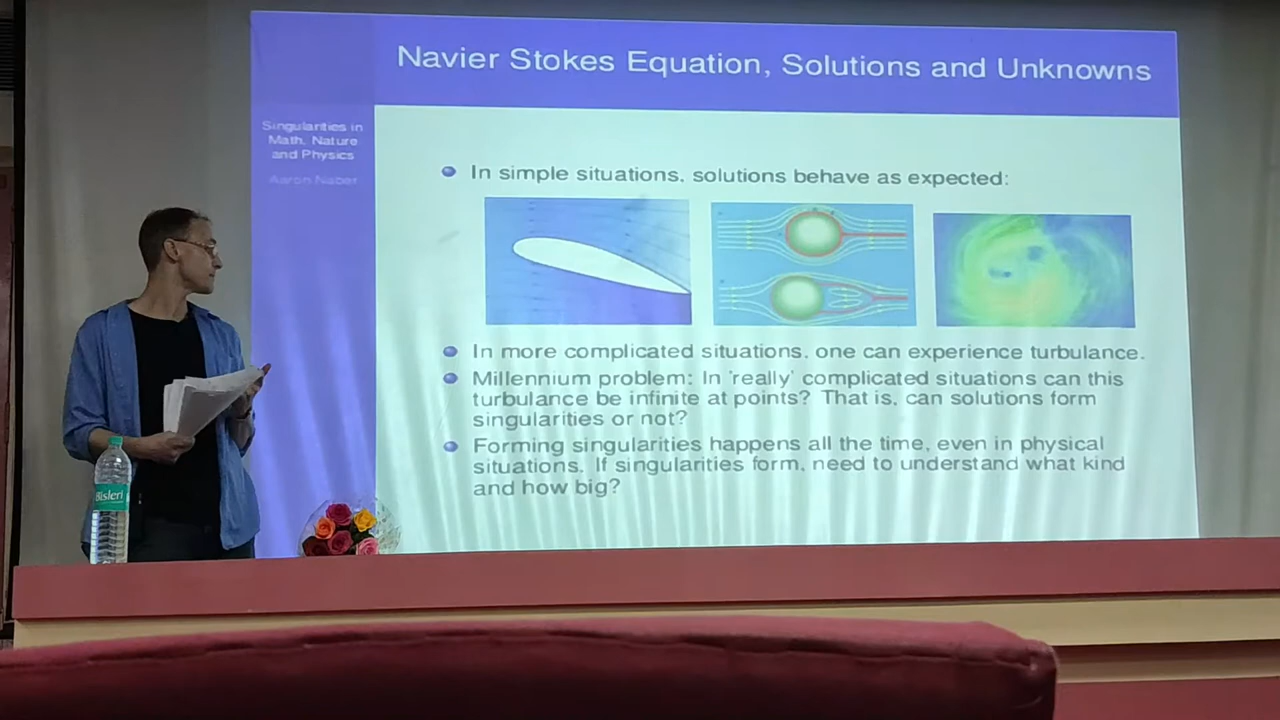 Navier Stokes Equation, Solutions and Unknowns
Singularities in
Math, Nature
and Physics
Aaron Naber
In simple situations, solutions behave as expected:
In more complicated situations, one can experience turbulance.
Millennium problem: In 'really' complicated situations can this
turbulance be infinite at points? That is, can solutions form
singularities or not?
Forming singularities happens all the time, even in physical
situations. If singularities form, need to understand what kind
and how big?
Bisleri